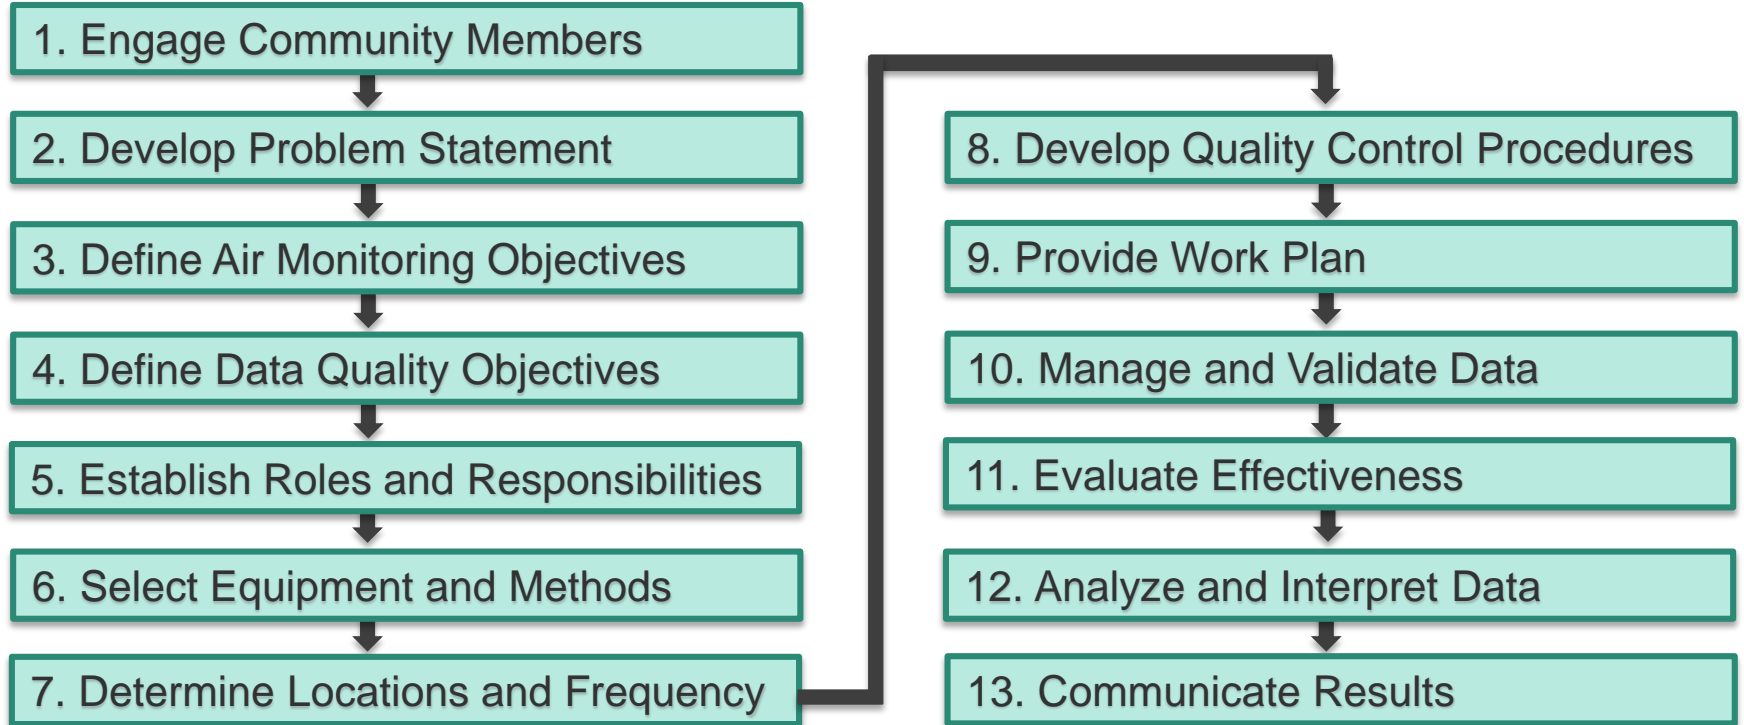 1. Engage Community Members
2. Develop Problem Statement
3. Define Air Monitoring Objectives
4. Define Data Quality Objectives
5. Establish Roles and Responsibilities
6. Select Equipment and Methods
7. Determine Locations and Frequency
8. Develop Quality Control Procedures
9. Provide Work Plan
10. Manage and Validate Data
11. Evaluate Effectiveness
12. Analyze and Interpret Data
13. Communicate Results